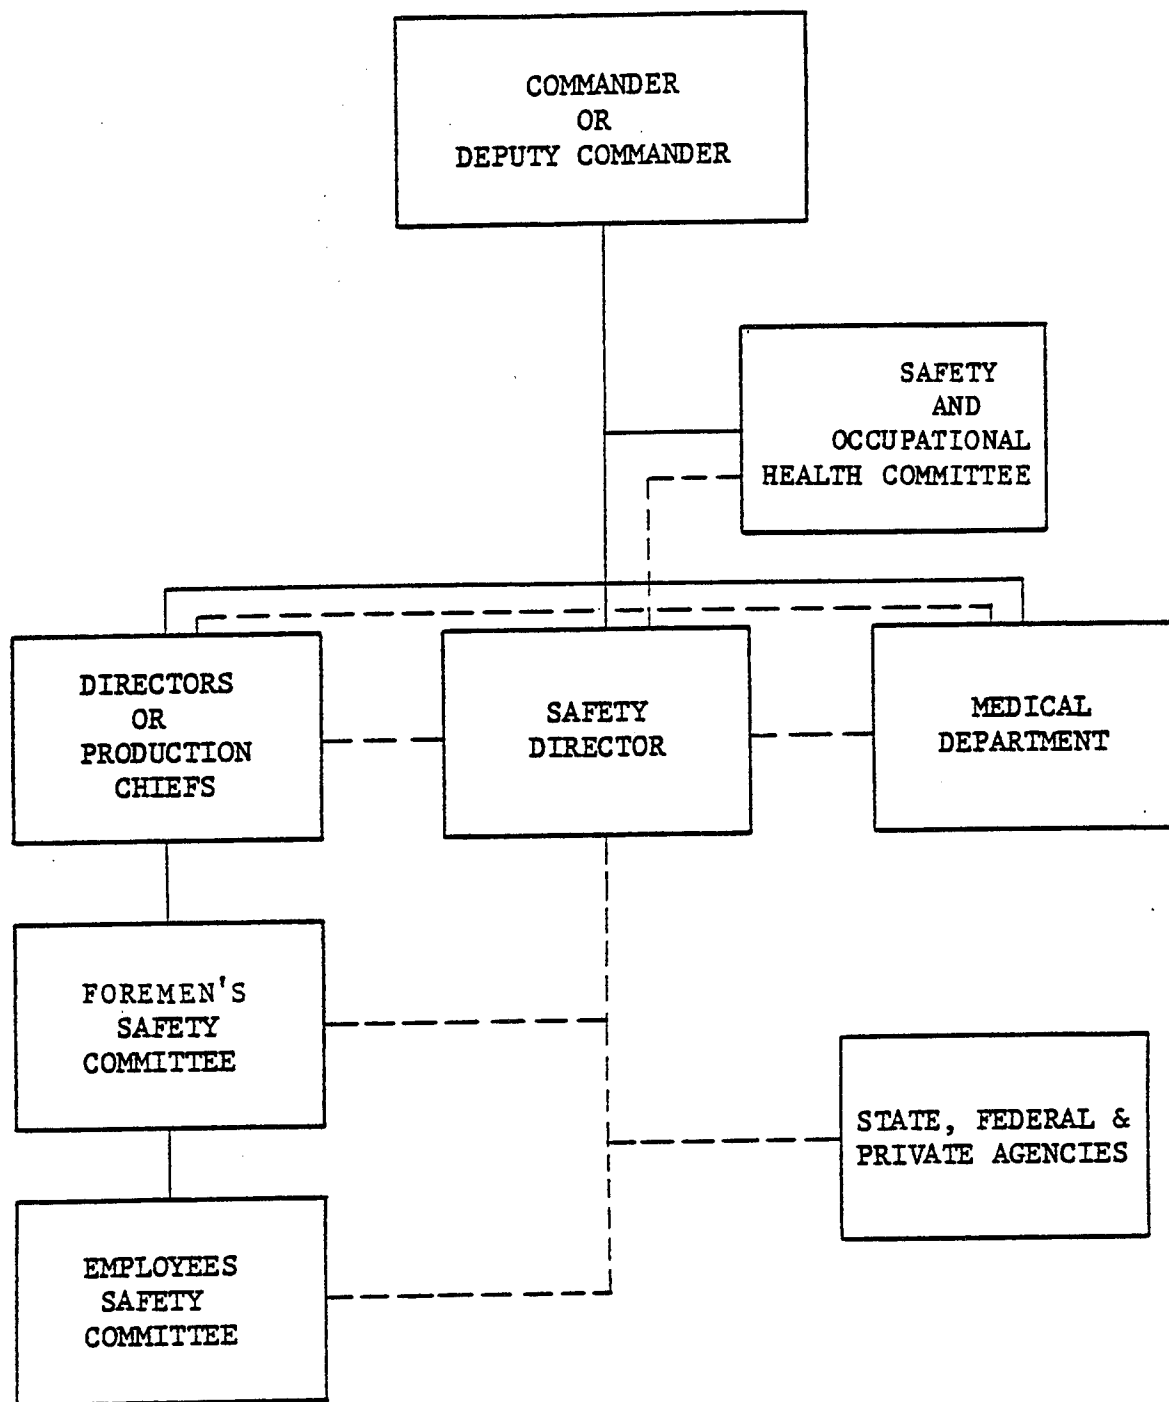 COMMANDER
OR
DEPUTY COMMANDER
SAFETY
AND
OCCUPATIONAL
HEALTH COMMITTEE
DIRECTORS
OR
PRODUCTION
CHIEFS
SAFETY
DIRECTOR
MEDICAL
DEPARTMENT
FOREMEN'S
SAFETY
COMMITTEE
STATE, FEDERAL &
PRIVATE AGENCIES
EMPLOYEES
SAFETY
COMMITTEE